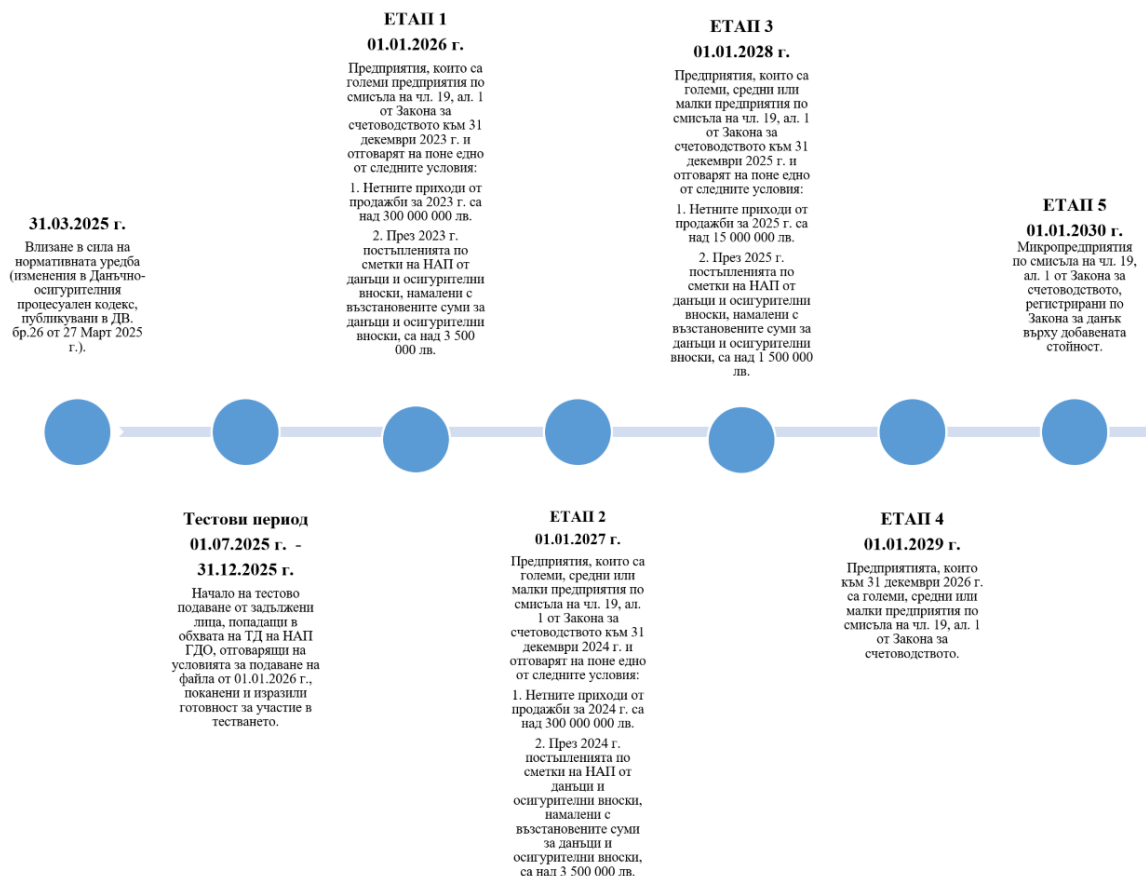 31.03.2025 г.
Влизане в сила на
нормативната уредба
(изменения в Данъчно-
осигурителния
процесуален кодекс,
публикувани в ДВ.
бр.26 от 27 Март 2025
г.).
Тестови период
01.07.2025 г. -
31.12.2025 г.
Начало на тестово
подаване от задължени
лица, попадащи в
обхвата на ТД на НАП
ГДО, отговарящи на
условията за подаване на
файла от 01.01.2026 г.,
поканени и изразили
готовност за участие в
тестването.
ЕТАП 1
01.01.2026 г.
Предприятия, които са
големи предприятия по
смисъла на чл. 19, ал. 1
от Закона за
счетоводството към 31
декември 2023 г. и
отговарят на поне едно
от следните условия:
1. Нетните приходи от
продажби за 2023 г. са
над 300 000 000 лв.
2. През 2023 г.
постъпленията по
сметки на НАП от
данъци и осигурителни
вноски, намалени с
възстановените суми за
данъци и осигурителни
вноски, са над 3 500
000 лв.
ЕТАП 2
01.01.2027 г.
Предприятия, които са
големи, средни или
малки предприятия по
смисъла на чл. 19, ал.
1 от Закона за
счетоводството към 31
декември 2024 г. и
отговарят на поне едно
от следните условия:
1. Нетните приходи от
продажби за 2024 г. са
над 300 000 000 лв.
2. През 2024 г.
постъпленията по
сметки на НАП от
данъци и
осигурителни вноски,
намалени с
възстановените суми
за данъци и
осигурителни вноски,
са над 3 500 000 лв.
ЕТАП 3
01.01.2028 г.
Предприятия, които са
големи, средни или
малки предприятия по
смисъла на чл. 19, ал. 1
от Закона за
счетоводството към 31
декември 2025 г. и
отговарят на поне едно
от следните условия:
1. Нетните приходи от
продажби за 2025 г. са
над 15 000 000 лв.
2. През 2025 г.
постъпленията по
сметки на НАП от
данъци и осигурителни
вноски, намалени с
възстановените суми за
данъци и осигурителни
вноски, са над 1 500 000
лв.
ЕТАП 4
01.01.2029 г.
Предприятията, които
към 31 декември 2026 г.
са големи, средни или
малки предприятия по
смисъла на чл. 19, ал. 1
от Закона за
счетоводството.
ЕТАП 5
01.01.2030 г.
Микропредприятия
по смисъла на чл. 19,
ал. 1 от Закона за
счетоводството,
регистрирани по
Закона за данък
върху добавената
стойност.